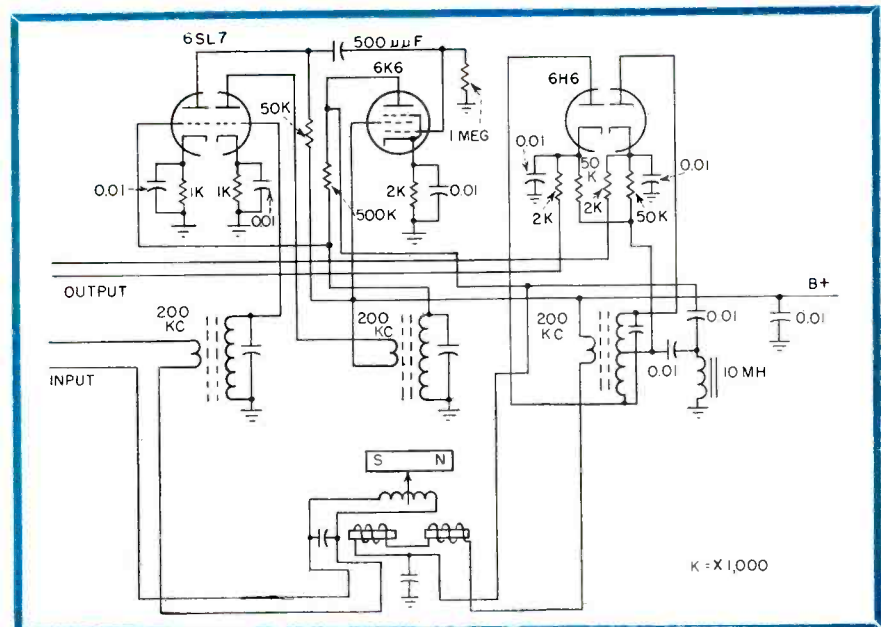 6SL7
500 μμF
6K6
6H6
50K
1 MEG
0.01
1K
1K
0.01
500K
2K
0.01
0.01
50
K
2K
2K
0.01
50K
OUTPUT
B+
200
KC
200
KC
200
KC
0.01
0.01
0.01
10 MH
INPUT
S N
K = X 1,000